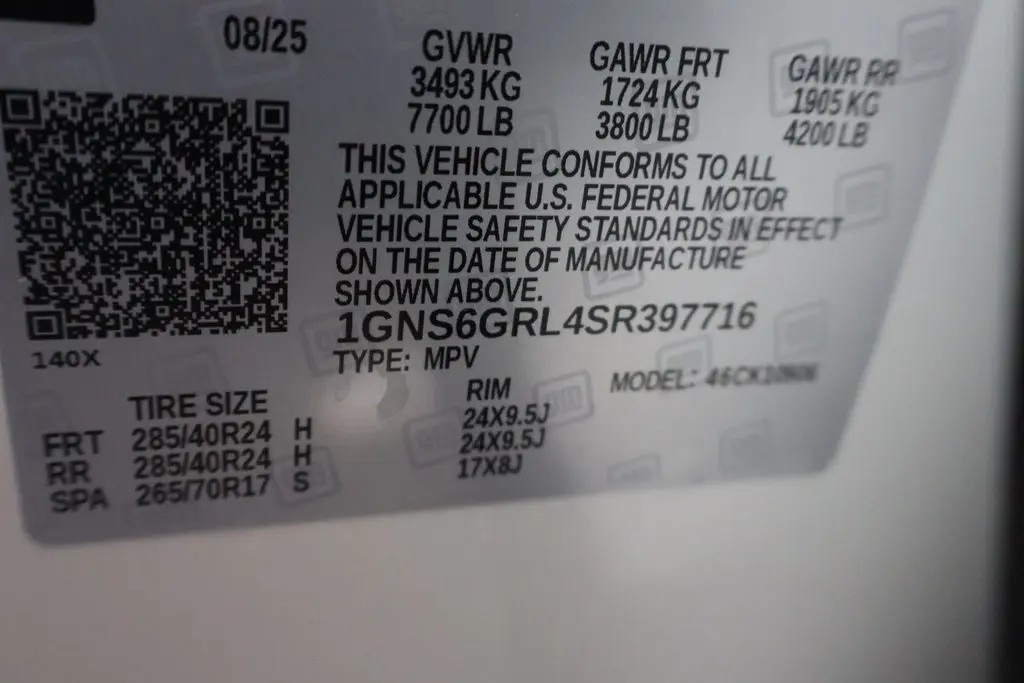 08/25
GVWR
3493 KG
7700 LB
GAWR FRT
1724 KG
3800 LB
GAWR RR
1905 KG
4200 LB
THIS VEHICLE CONFORMS TO ALL
APPLICABLE U.S. FEDERAL MOTOR
VEHICLE SAFETY STANDARDS IN EFFECT
ON THE DATE OF MANUFACTURE
SHOWN ABOVE.
1GNS6GRL4SR397716
140X
TYPE: MPV
MODEL:
TIRE SIZE RIM
FRT 285/40R24 H 24X9.5J
RR 285/40R24 H 24X9.5J
SPA 265/70R17 S 17X8J